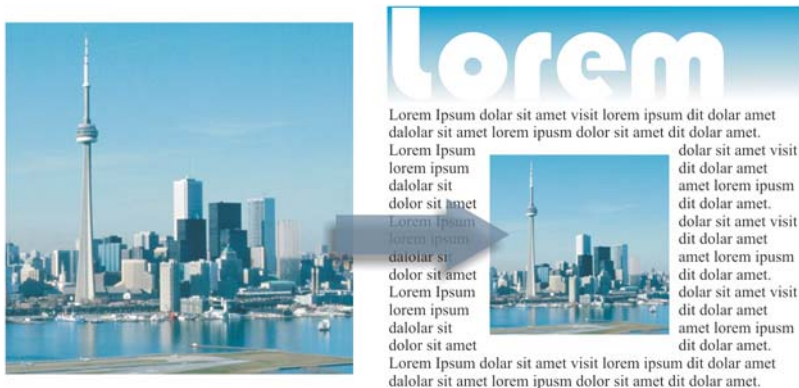 Lorem
Lorem Ipsum dolar sit amet visit lorem ipsum dit dolar amet
dalolar sit amet lorem ipusm dolor sit amet dit dolar amet.
Lorem Ipsum dolar sit amet visit
lorem ipsum dit dolar amet
dalolar sit amet lorem ipusm
dolor sit amet dit dolar amet.
Lorem Ipsum dolar sit amet visit
lorem ipsum dit dolar amet
dalolar sit amet lorem ipusm
dolor sit amet dit dolar amet.
Lorem Ipsum dolar sit amet visit
lorem ipsum dit dolar amet
dalolar sit amet lorem ipusm
dolor sit amet dit dolar amet.
Lorem Ipsum dolar sit amet visit lorem ipsum dit dolar amet
dalolar sit amet lorem ipusm dolor sit amet dit dolar amet.